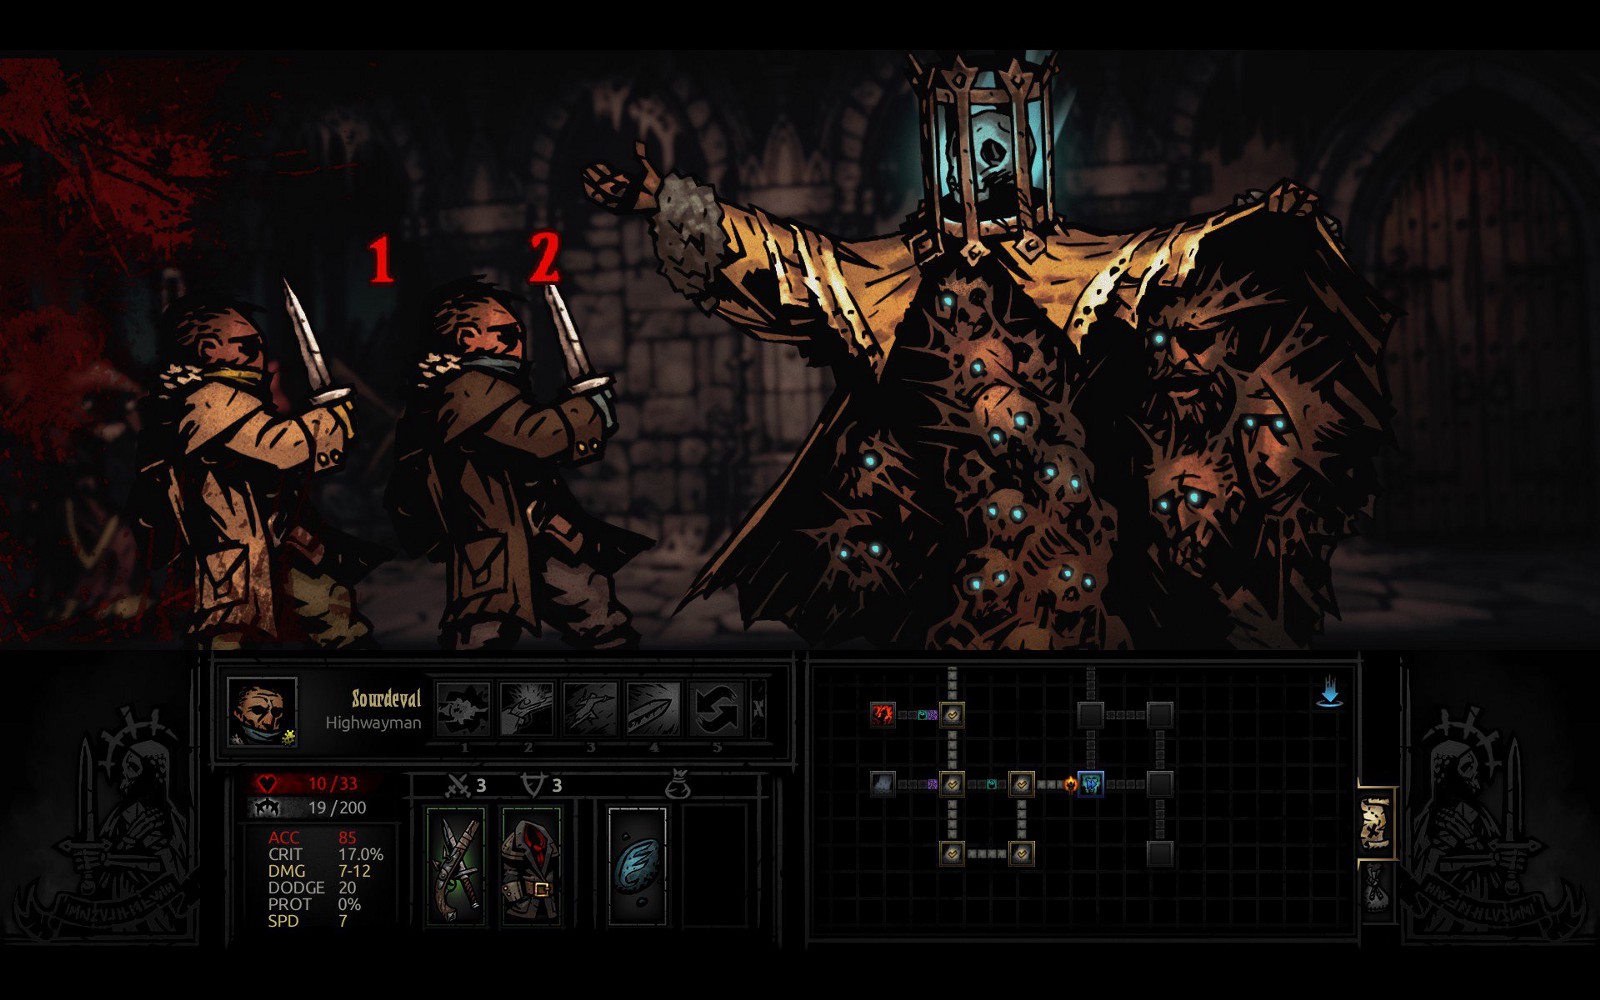 1
2
Sourdeval
Highwayman
1 2 3 4 5
10/33
19/200
3 3
ACC 85
CRIT 17.0%
DMG 7-12
DODGE 20
PROT 0%
SPD 7